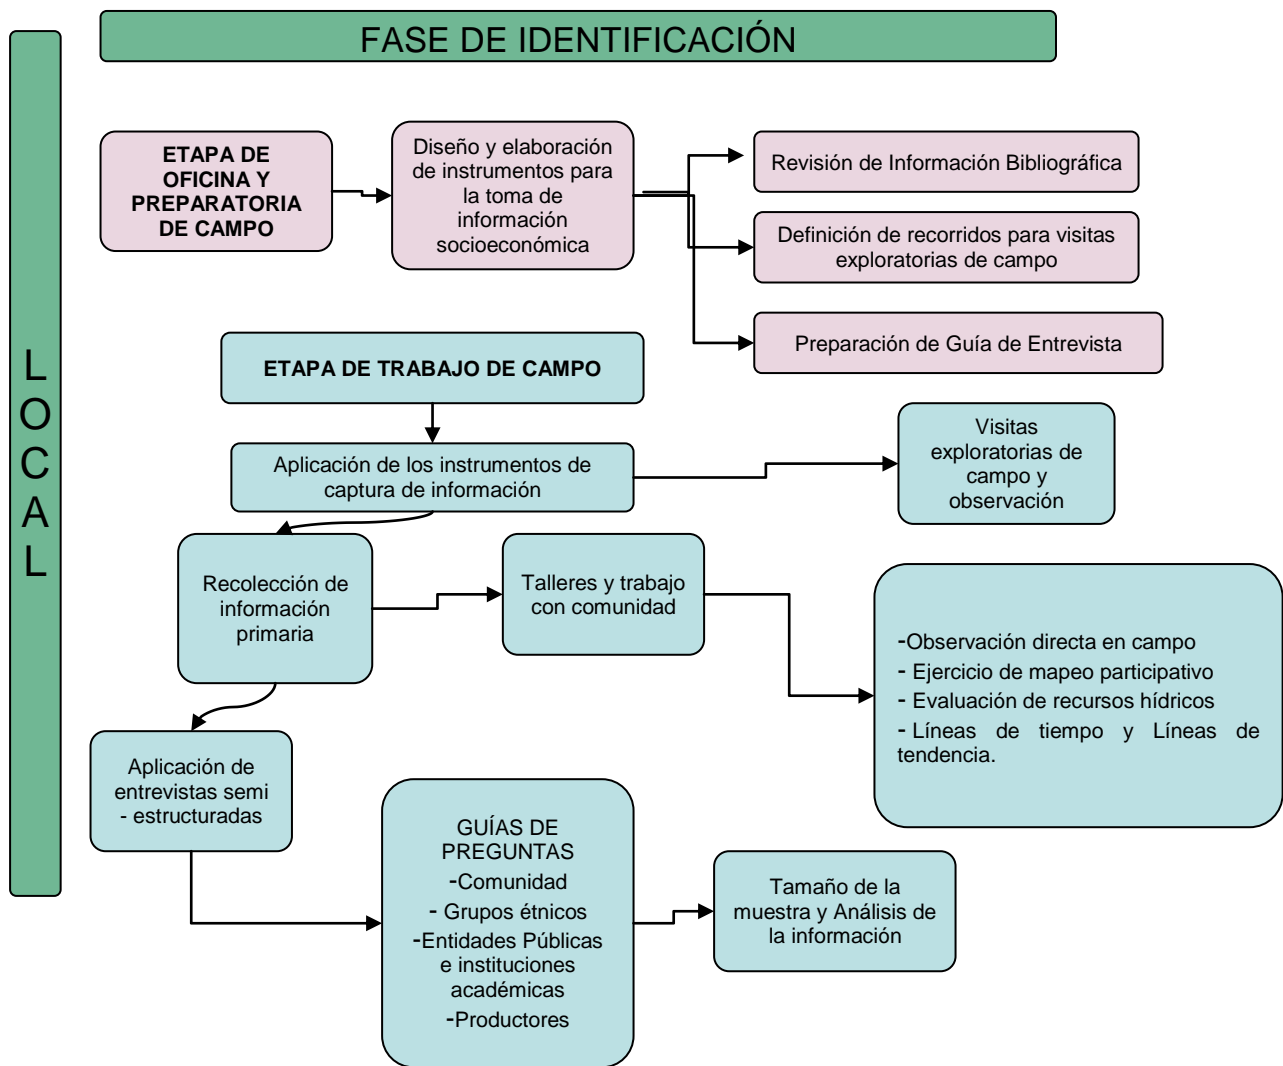 FASE DE IDENTIFICACIÓN
L
O
C
A
L
ETAPA DE
OFICINA Y
PREPARATORIA
DE CAMPO
Diseño y elaboración
de instrumentos para
la toma de
información
socioeconómica
Revisión de Información Bibliográfica
Definición de recorridos para visitas
exploratorias de campo
Preparación de Guía de Entrevista
ETAPA DE TRABAJO DE CAMPO
Aplicación de los instrumentos de
captura de información
Visitas
exploratorias de
campo y
observación
Recolección de
información
primaria
Talleres y trabajo
con comunidad
-Observación directa en campo
- Ejercicio de mapeo participativo
- Evaluación de recursos hídricos
- Líneas de tiempo y Líneas de
tendencia.
Aplicación de
entrevistas semi
- estructuradas
GUÍAS DE
PREGUNTAS
-Comunidad
- Grupos étnicos
-Entidades Públicas
e instituciones
académicas
-Productores
Tamaño de la
muestra y Análisis de
la información